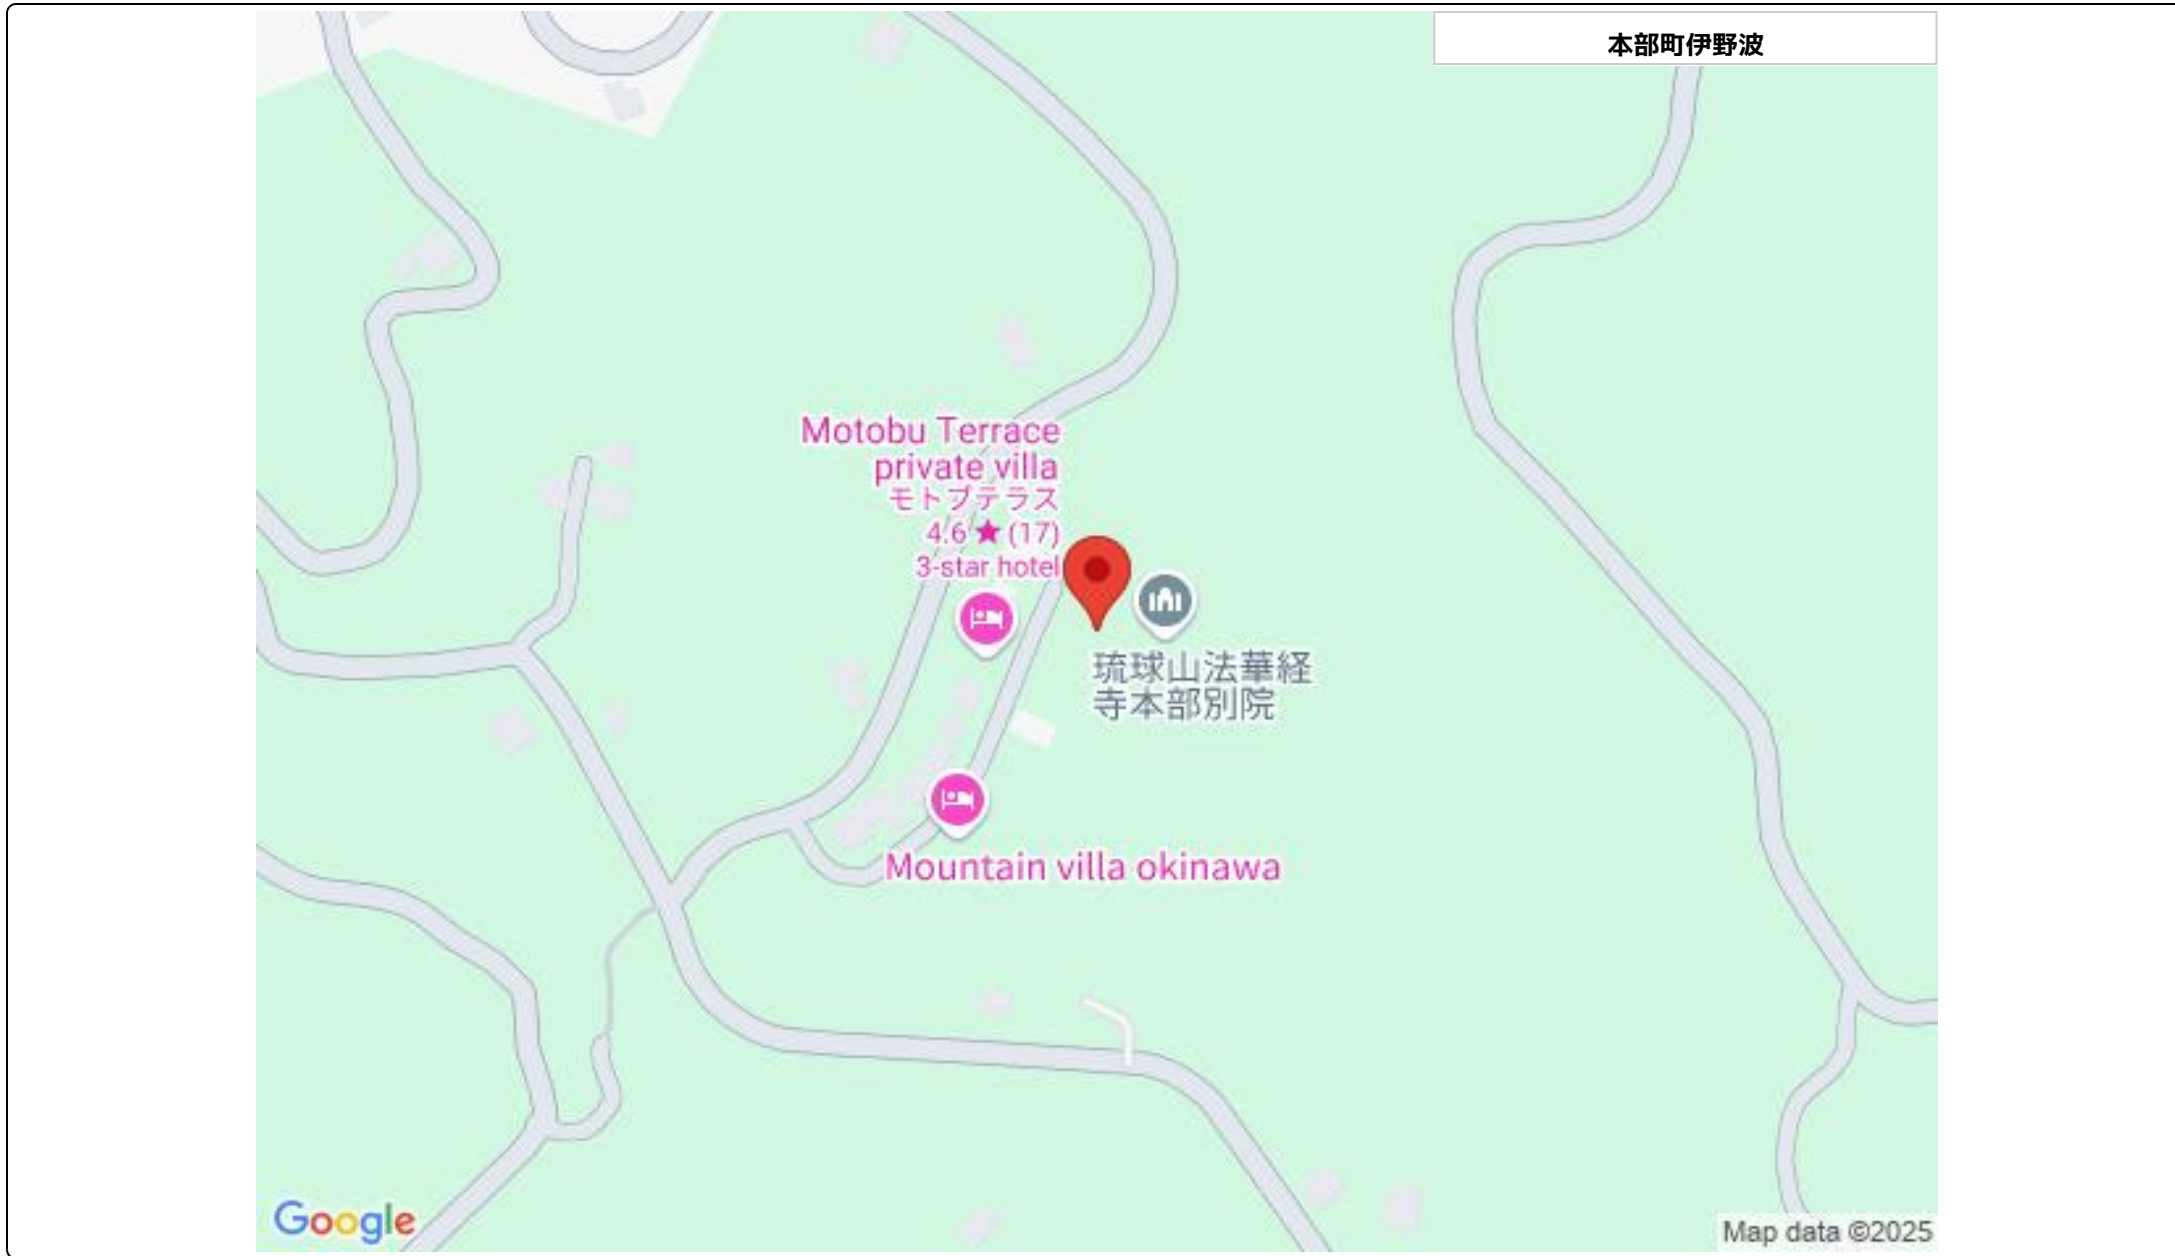 本部町伊野波
Motobu Terrace
private villa
モトブテラス
4.6 ★ (17)
3-star hotel
琉球山法華経
寺本部別院
Mountain villa okinawa
Google
Map data ©2025